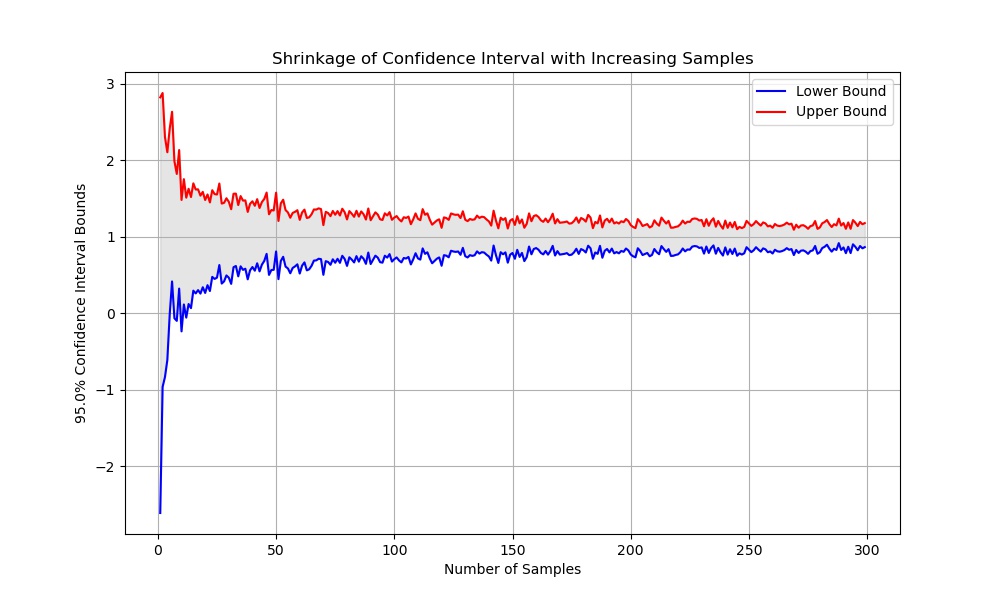 Shrinkage of Confidence Interval with Increasing Samples
Lower Bound
Upper Bound
95.0% Confidence Interval Bounds
3
2
1
0
−1
−2
0 50 100 150 200 250 300
Number of Samples